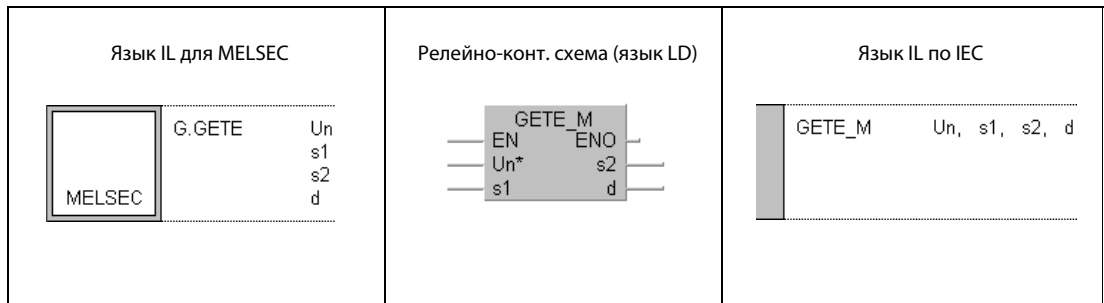 Язык IL для MELSEC
G.GETE Un
s1
s2
MELSEC d
Релейно-конт. схема (язык LD)
GETE_M
EN ENO
Un* s2
s1 d
Язык IL по IEC
GETE_M Un, s1, s2, d